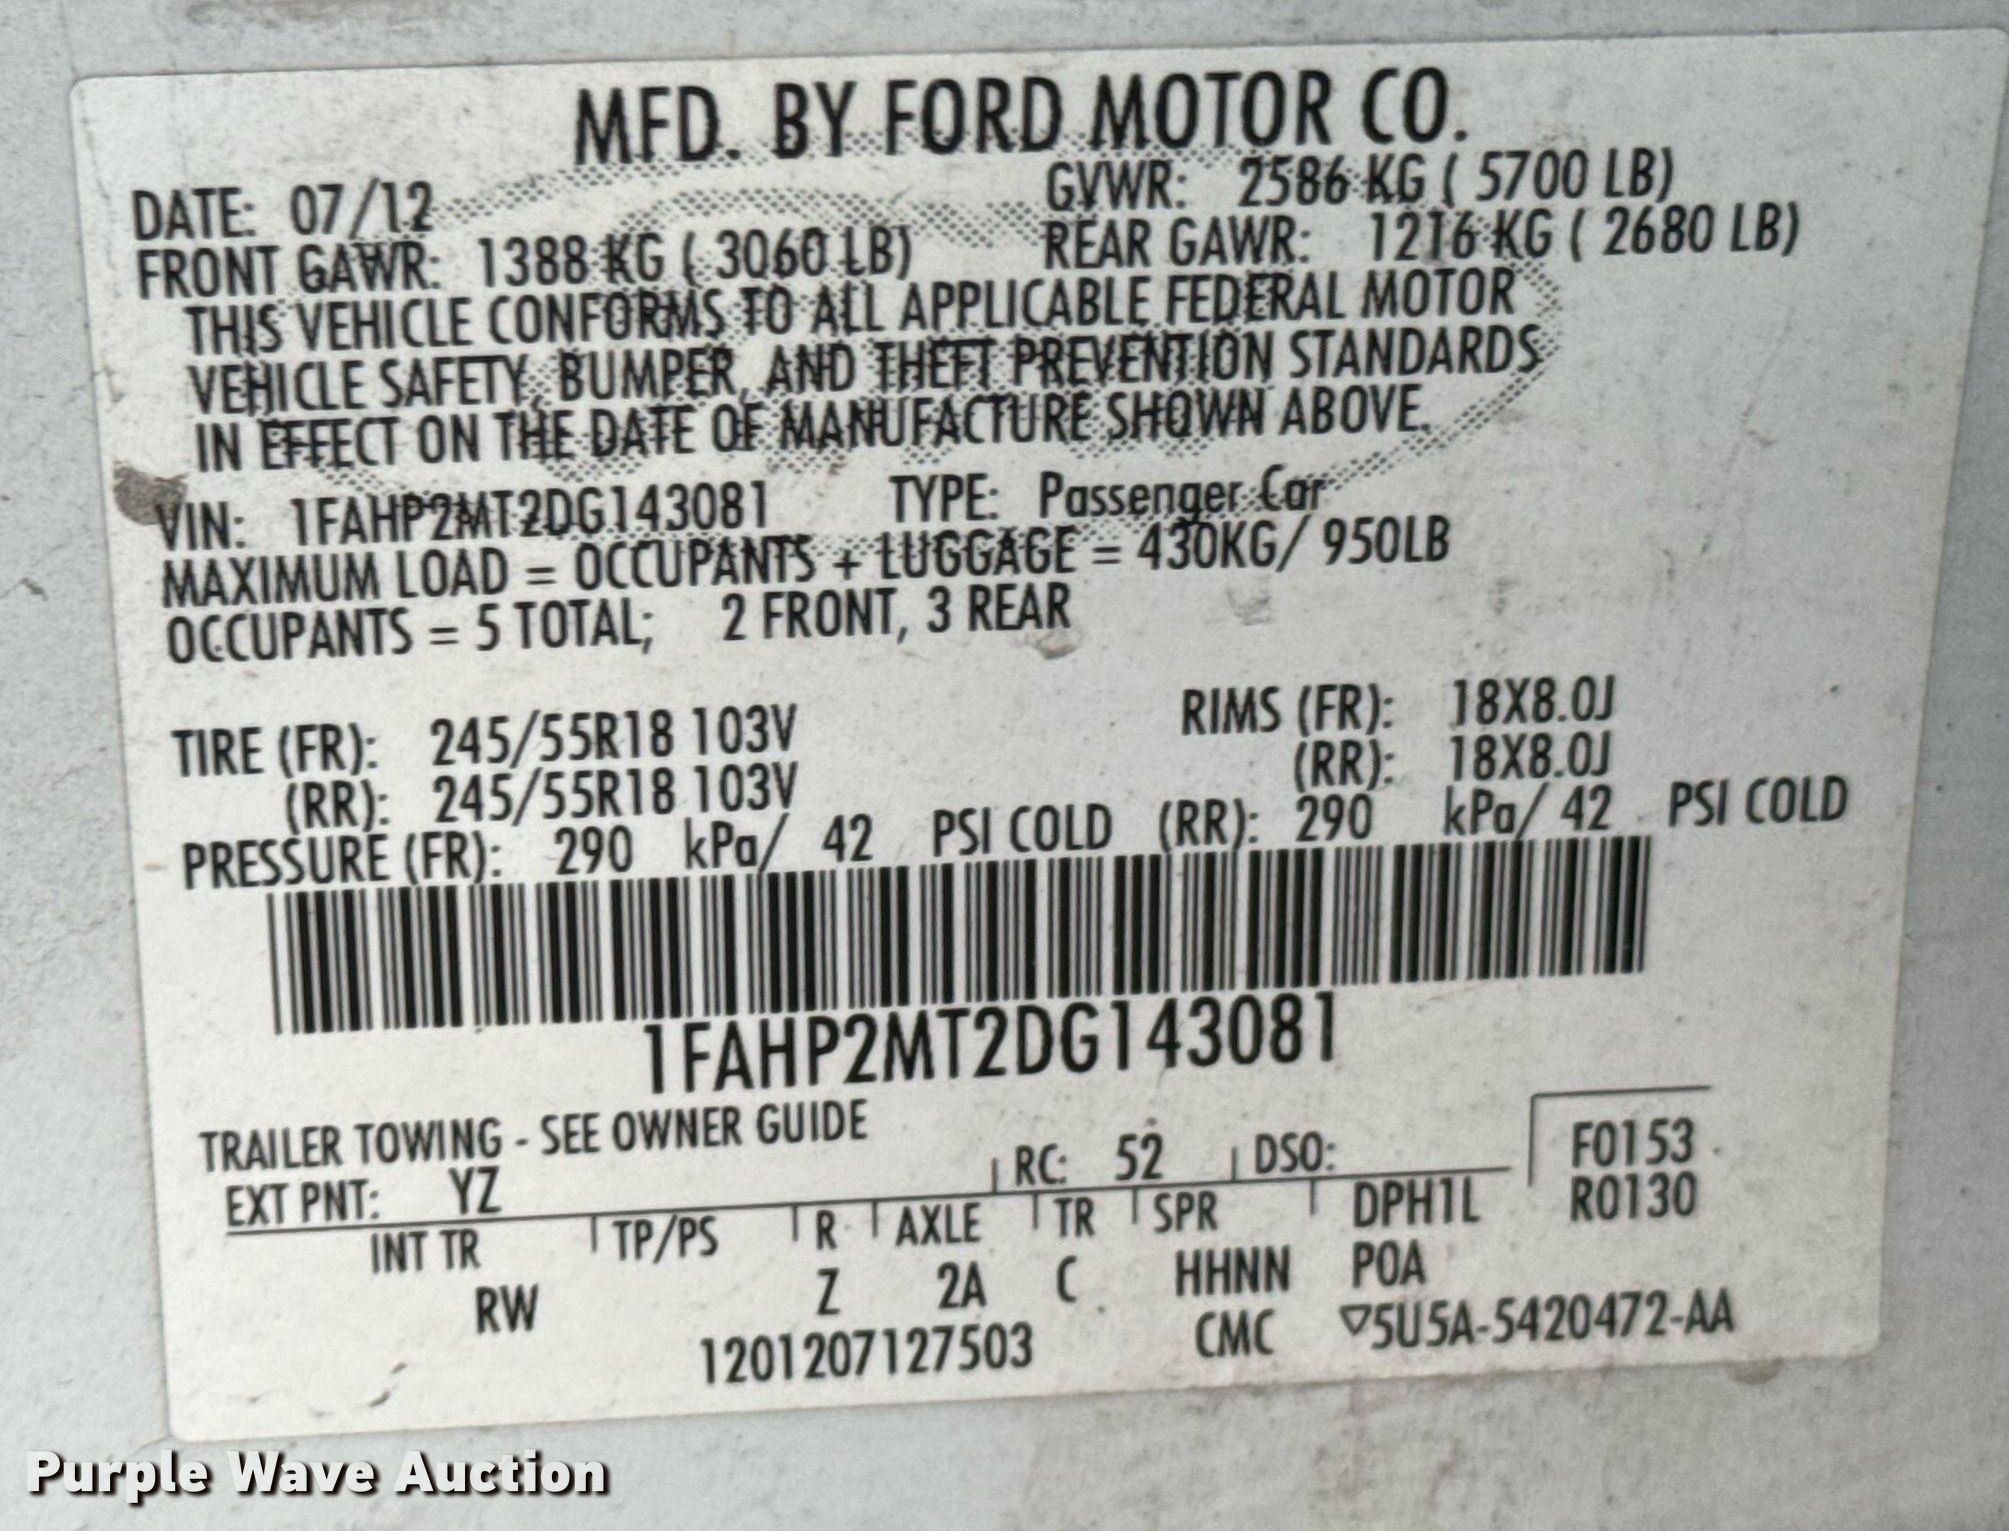 MFD. BY FORD MOTOR CO.
DATE: 07/12 GVWR: 2586 KG ( 5700 LB)
FRONT GAWR: 1388 KG ( 3060 LB) REAR GAWR: 1216 KG ( 2680 LB)
THIS VEHICLE CONFORMS TO ALL APPLICABLE FEDERAL MOTOR
VEHICLE SAFETY, BUMPER, AND THEFT PREVENTION STANDARDS
IN EFFECT ON THE DATE OF MANUFACTURE SHOWN ABOVE.
VIN: 1FAHP2MT2DG143081 TYPE: Passenger Car
MAXIMUM LOAD = OCCUPANTS + LUGGAGE = 430KG/ 950LB
OCCUPANTS = 5 TOTAL; 2 FRONT, 3 REAR
TIRE (FR): 245/55R18 103V RIMS (FR): 18X8.0J
(RR): 245/55R18 103V (RR): 18X8.0J
PRESSURE (FR): 290 kPa/ 42 PSI COLD (RR): 290 kPa/ 42 PSI COLD
1FAHP2MT2DG143081
TRAILER TOWING - SEE OWNER GUIDE
F0153
EXT PNT: YZ RC: 52 DSO:
R0130
INT TR TP/PS R AXLE TR SPR DPH1L
RW Z 2A C HHNN POA
1201207127503 CMC ▽5U5A-5420472-AA
Purple Wave Auction